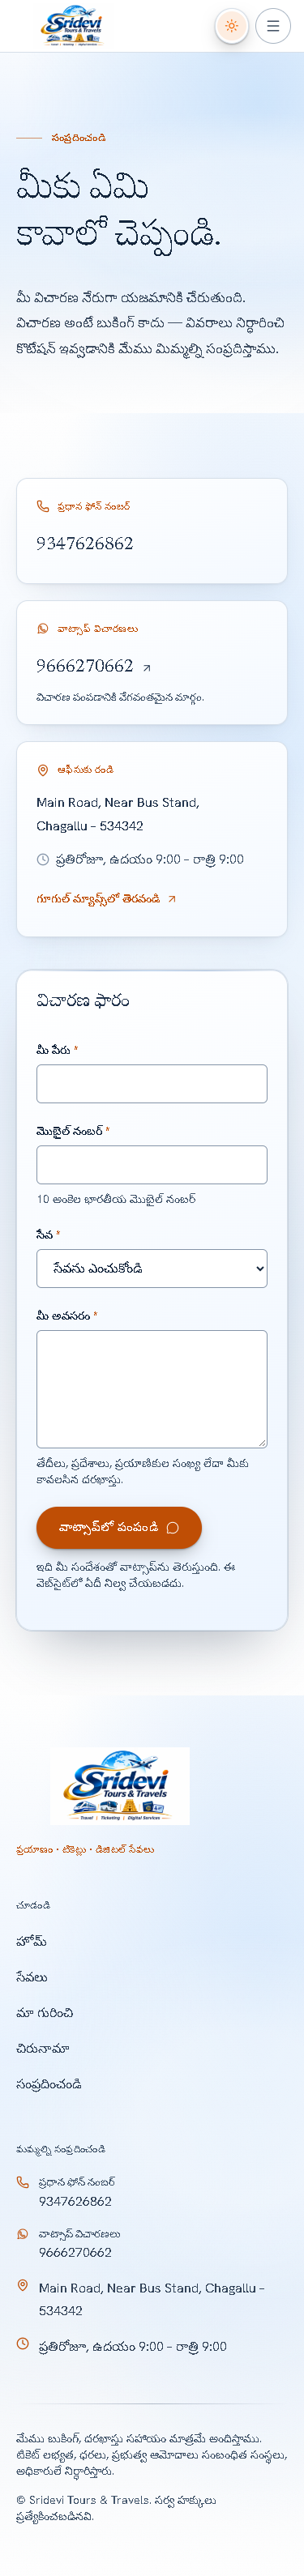 Sridevi
Tours & Travels
సంప్రదించండి
మీకు ఏమి
కావాలో చెప్పండి.
మీ విచారణ నేరుగా యజమానికి చేరుతుంది.
విచారణ అంటే బుకింగ్ కాదు — వివరాలు నిర్ధారించి
కొటేషన్ ఇవ్వడానికి మేము మిమ్మల్ని సంప్రదిస్తాము.
ప్రధాన ఫోన్ నంబర్
9347626862
వాట్సాప్ విచారణలు
9666270662
విచారణ పంపడానికి వేగవంతమైన మార్గం.
ఆఫీసుకు రండి
Main Road, Near Bus Stand,
Chagallu – 534342
ప్రతిరోజూ, ఉదయం 9:00 – రాత్రి 9:00
గూగుల్ మ్యాప్స్‌లో తెరవండి
విచారణ ఫారం
మీ పేరు *
మొబైల్ నంబర్ *
10 అంకెల భారతీయ మొబైల్ నంబర్
సేవ *
సేవను ఎంచుకోండి
మీ అవసరం *
తేదీలు, ప్రదేశాలు, ప్రయాణికుల సంఖ్య లేదా మీకు
కావలసిన దరఖాస్తు.
వాట్సాప్‌లో పంపండి
ఇది మీ సందేశంతో వాట్సాప్‌ను తెరుస్తుంది. ఈ
వెబ్‌సైట్‌లో ఏదీ నిల్వ చేయబడదు.
Sridevi
Tours & Travels
Travel | Ticketing | Digital Services
ప్రయాణం • టికెట్లు • డిజిటల్ సేవలు
చూడండి
హోమ్
సేవలు
మా గురించి
చిరునామా
సంప్రదించండి
మమ్మల్ని సంప్రదించండి
ప్రధాన ఫోన్ నంబర్
9347626862
వాట్సాప్ విచారణలు
9666270662
Main Road, Near Bus Stand, Chagallu –
534342
ప్రతిరోజూ, ఉదయం 9:00 – రాత్రి 9:00
మేము బుకింగ్, దరఖాస్తు సహాయం మాత్రమే అందిస్తాము.
టికెట్ లభ్యత, ధరలు, ప్రభుత్వ ఆమోదాలు సంబంధిత సంస్థలు,
అధికారులే నిర్ణయిస్తారు.
© Sridevi Tours & Travels. సర్వ హక్కులు
ప్రత్యేకించబడినవి.